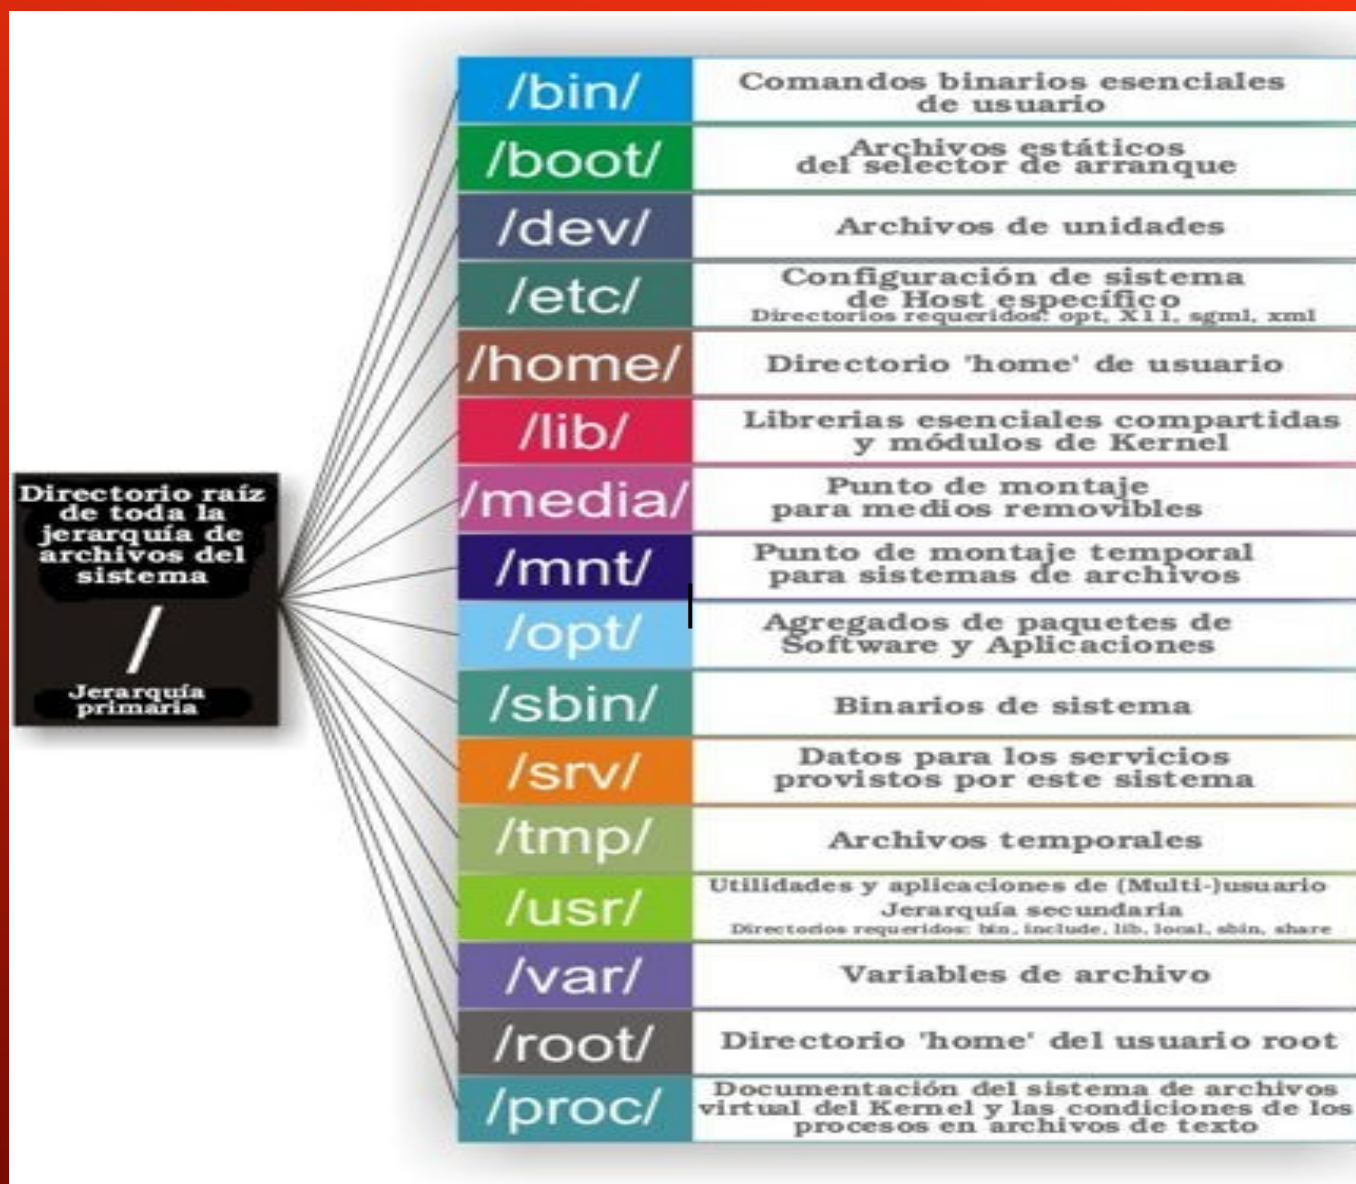 Directorio raíz
de toda la
jerarquía de
archivos del
sistema
/
Jerarquía
primaria
/bin/
Comandos binarios esenciales
de usuario
/boot/
Archivos estáticos
del selector de arranque
/dev/
Archivos de unidades
/etc/
Configuración de sistema
de Host específico
Directorios requeridos: opt, X11, sgml, xml
/home/
Directorio 'home' de usuario
/lib/
Librerias esenciales compartidas
y módulos de Kernel
/media/
Punto de montaje
para medios removibles
/mnt/
Punto de montaje temporal
para sistemas de archivos
/opt/
Agregados de paquetes de
Software y Aplicaciones
/sbin/
Binarios de sistema
/srv/
Datos para los servicios
provistos por este sistema
/tmp/
Archivos temporales
/usr/
Utilidades y aplicaciones de (Multi-)usuario
Jerarquía secundaria
Directorios requeridos: bin, include, lib, local, sbin, share
/var/
Variables de archivo
/root/
Directorio 'home' del usuario root
/proc/
Documentación del sistema de archivos
virtual del Kernel y las condiciones de los
procesos en archivos de texto